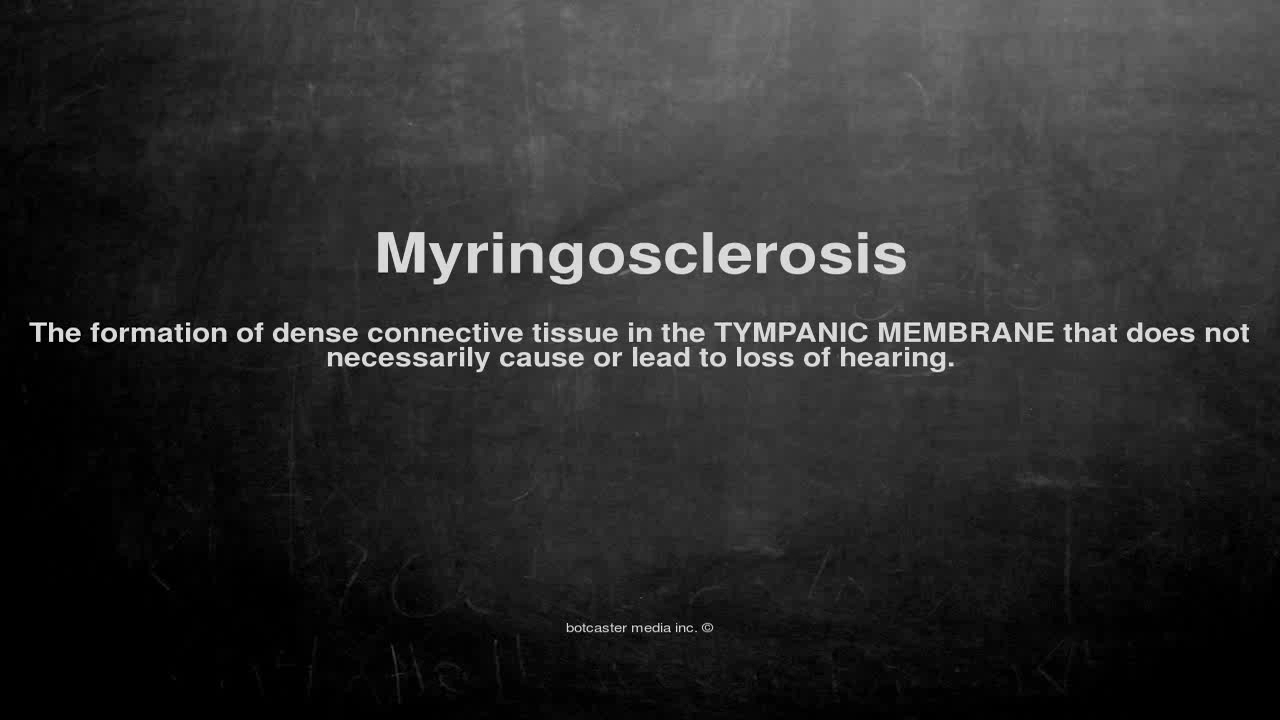 Myringosclerosis
The formation of dense connective tissue in the TYMPANIC MEMBRANE that does not
necessarily cause or lead to loss of hearing.
botcaster media inc. ©